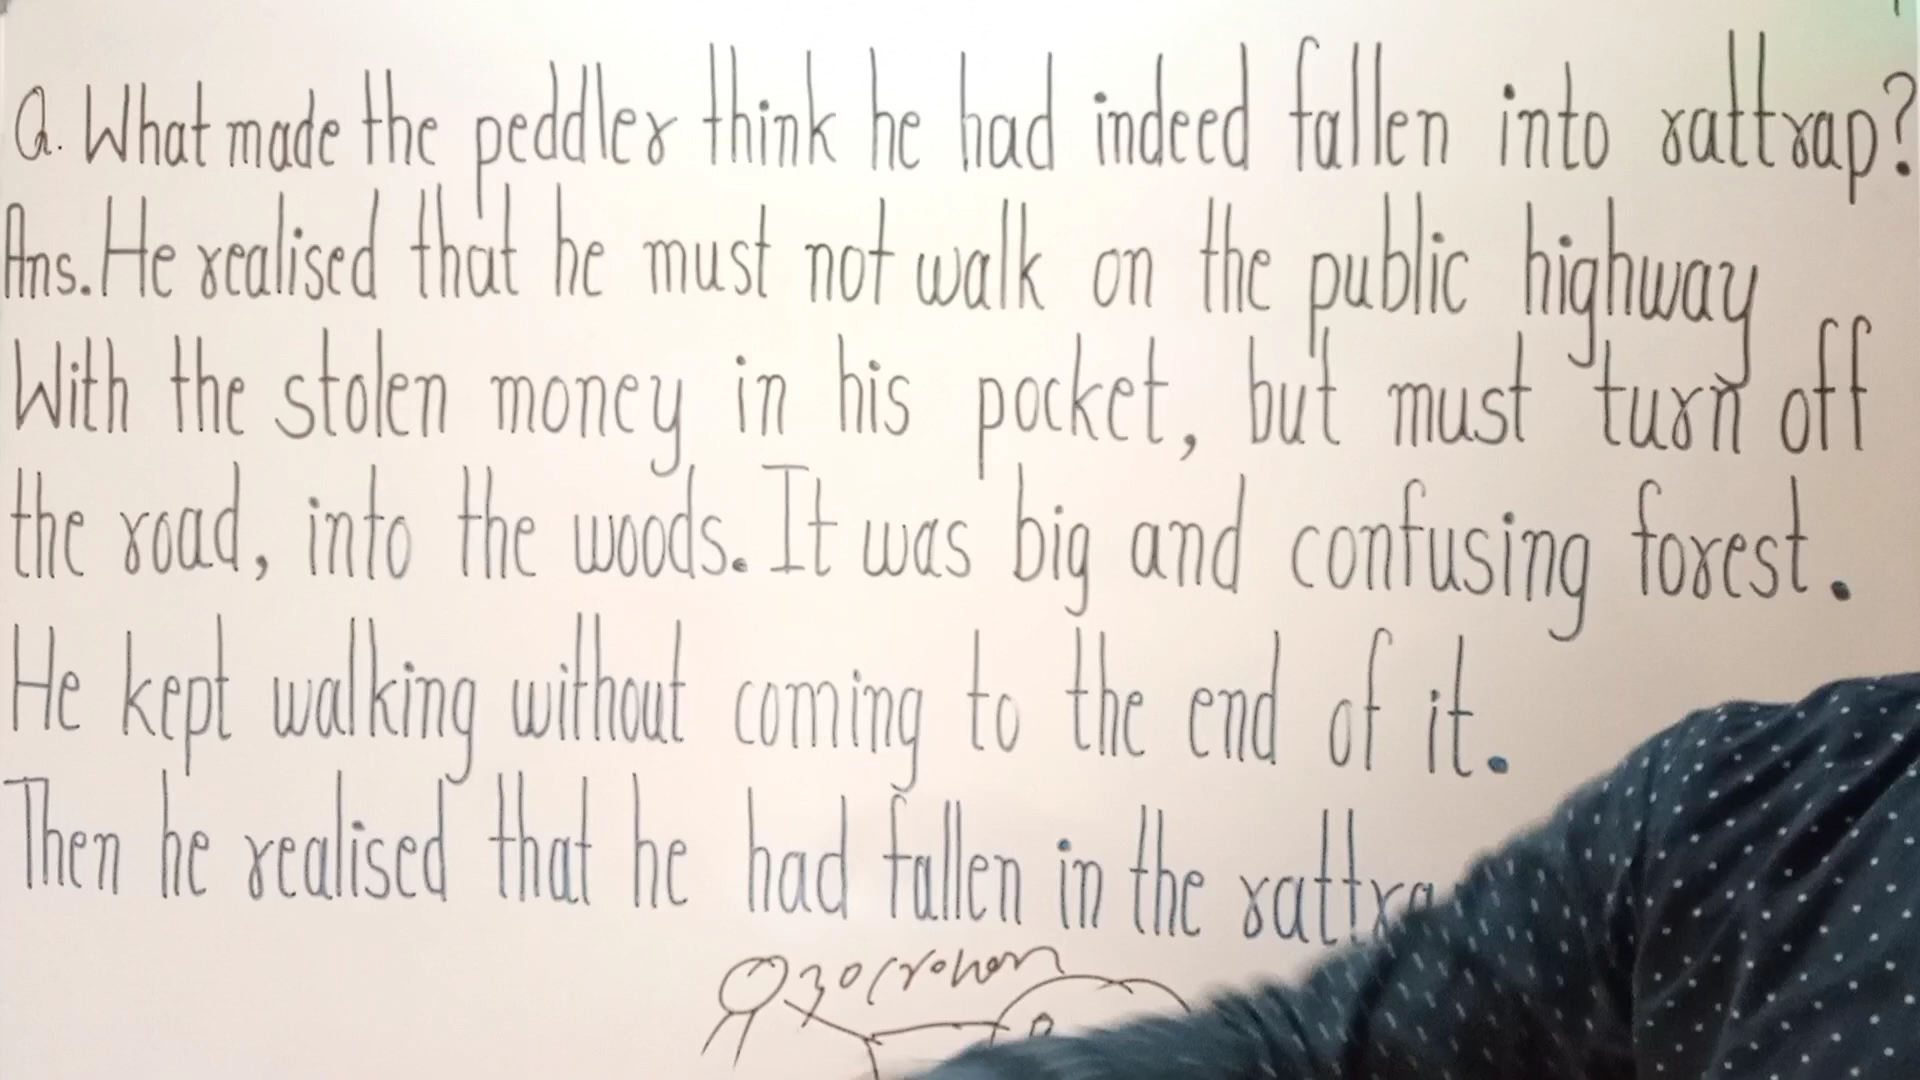 Q. What made the peddler think he had indeed fallen into rattrap?
Ans. He realised that he must not walk on the public highway
With the stolen money in his pocket, but must turn off
the road, into the woods. It was big and confusing forest.
He kept walking without coming to the end of it.
Then he realised that he had fallen in the